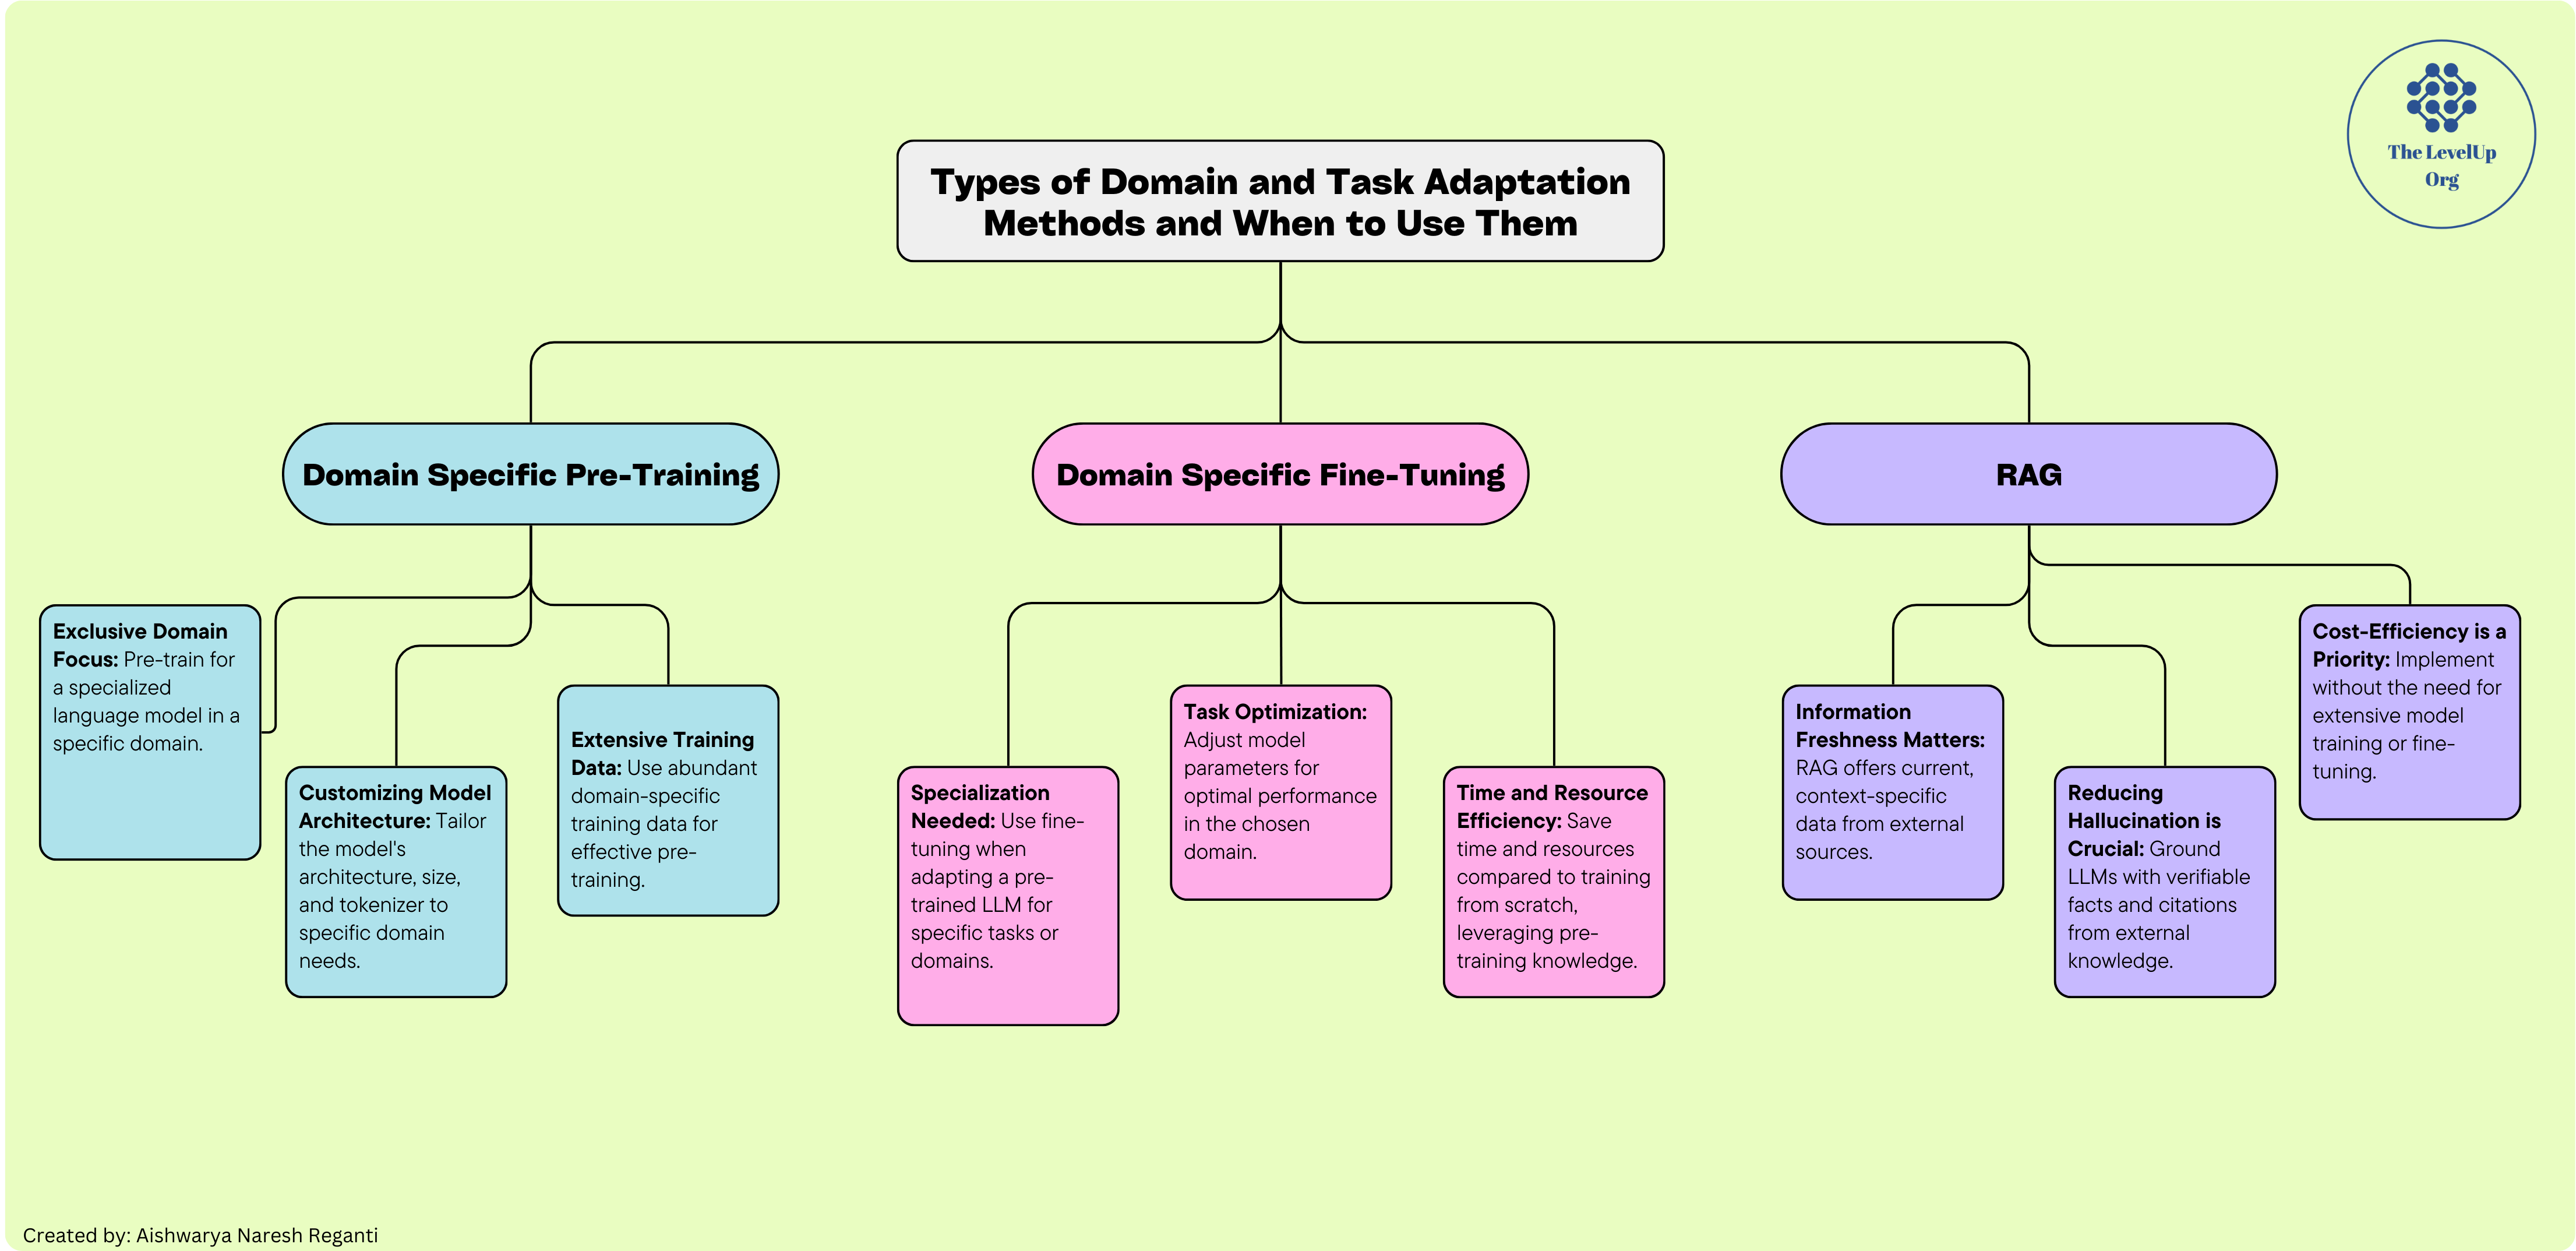 The LevelUp
Org
Types of Domain and Task Adaptation
Methods and When to Use Them
Domain Specific Pre-Training
Domain Specific Fine-Tuning
RAG
Exclusive Domain
Focus: Pre-train for
a specialized
language model in a
specific domain.
Customizing Model
Architecture: Tailor
the model's
architecture, size,
and tokenizer to
specific domain
needs.
Extensive Training
Data: Use abundant
domain-specific
training data for
effective pre-
training.
Specialization
Needed: Use fine-
tuning when
adapting a pre-
trained LLM for
specific tasks or
domains.
Task Optimization:
Adjust model
parameters for
optimal performance
in the chosen
domain.
Time and Resource
Efficiency: Save
time and resources
compared to training
from scratch,
leveraging pre-
training knowledge.
Information
Freshness Matters:
RAG offers current,
context-specific
data from external
sources.
Reducing
Hallucination is
Crucial: Ground
LLMs with verifiable
facts and citations
from external
knowledge.
Cost-Efficiency is a
Priority: Implement
without the need for
extensive model
training or fine-
tuning.
Created by: Aishwarya Naresh Reganti